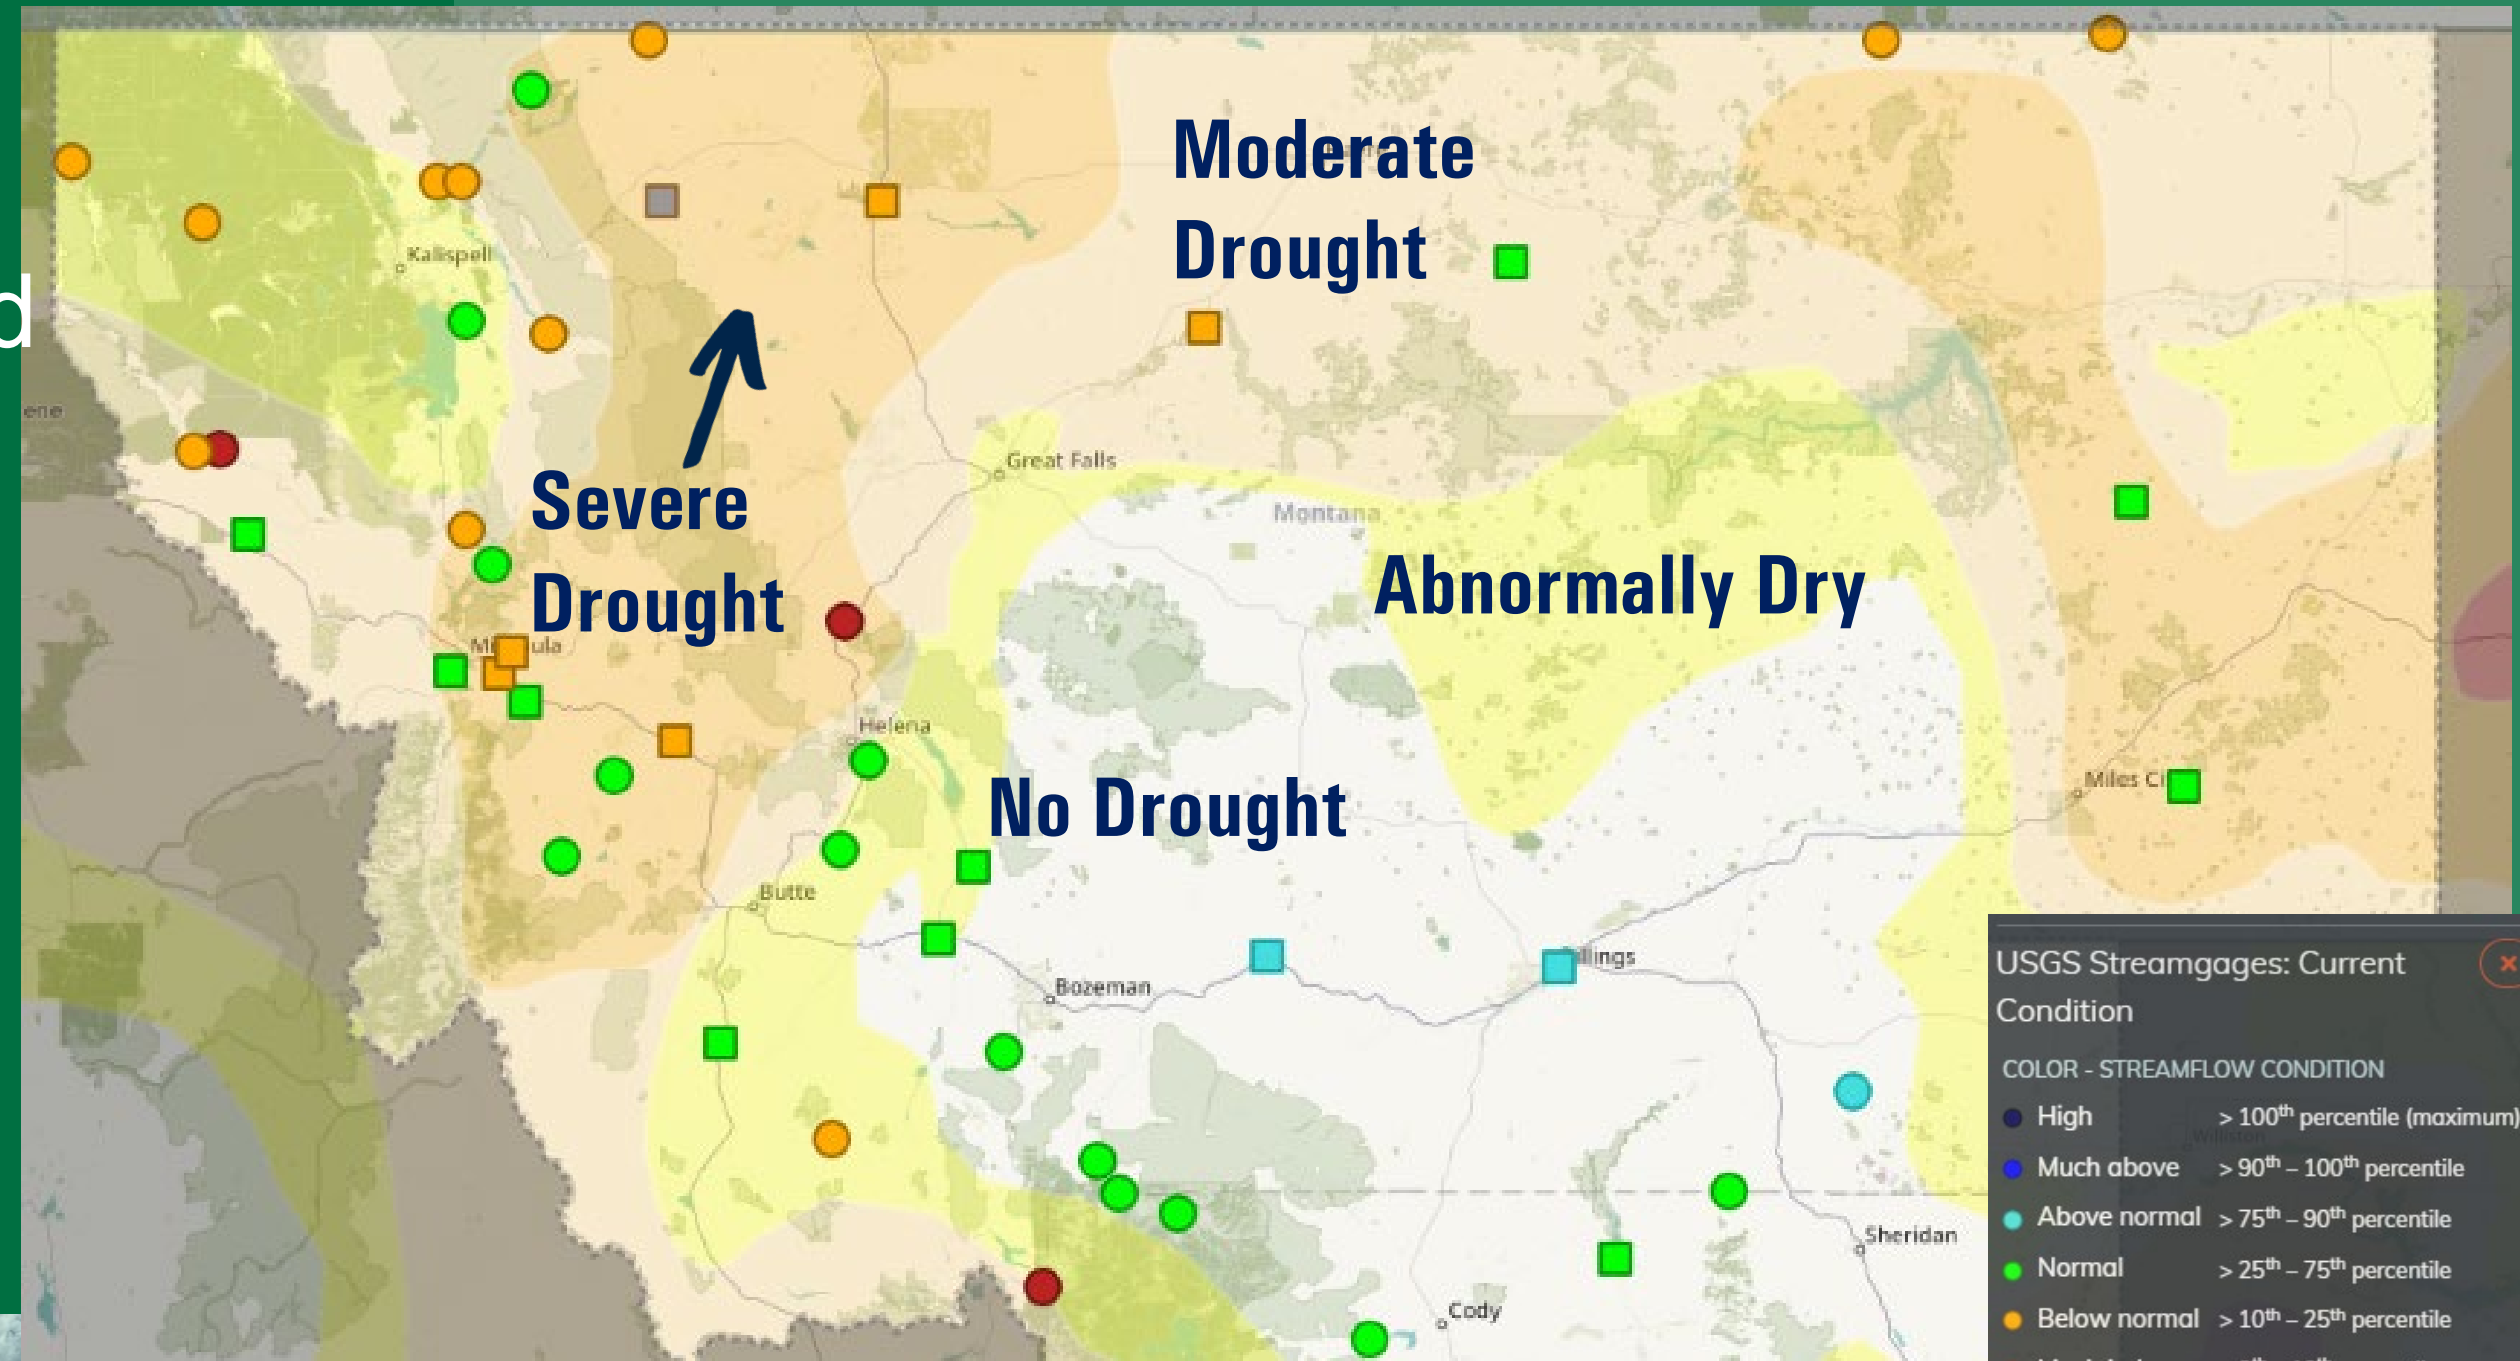 Moderate
Drought
Kalispell
d
ene
Great Falls
Severe
Drought
Montana
Abnormally Dry
Helena
Miles Ci
No Drought
Butte
llings
Bozeman
USGS Streamgages: Current
Condition
COLOR - STREAMFLOW CONDITION
High > 100th percentile (maximum)
Williston
Much above > 90th – 100th percentile
Above normal > 75th – 90th percentile
Sheridan
Normal > 25th – 75th percentile
Cody
Below normal > 10th – 25th percentile